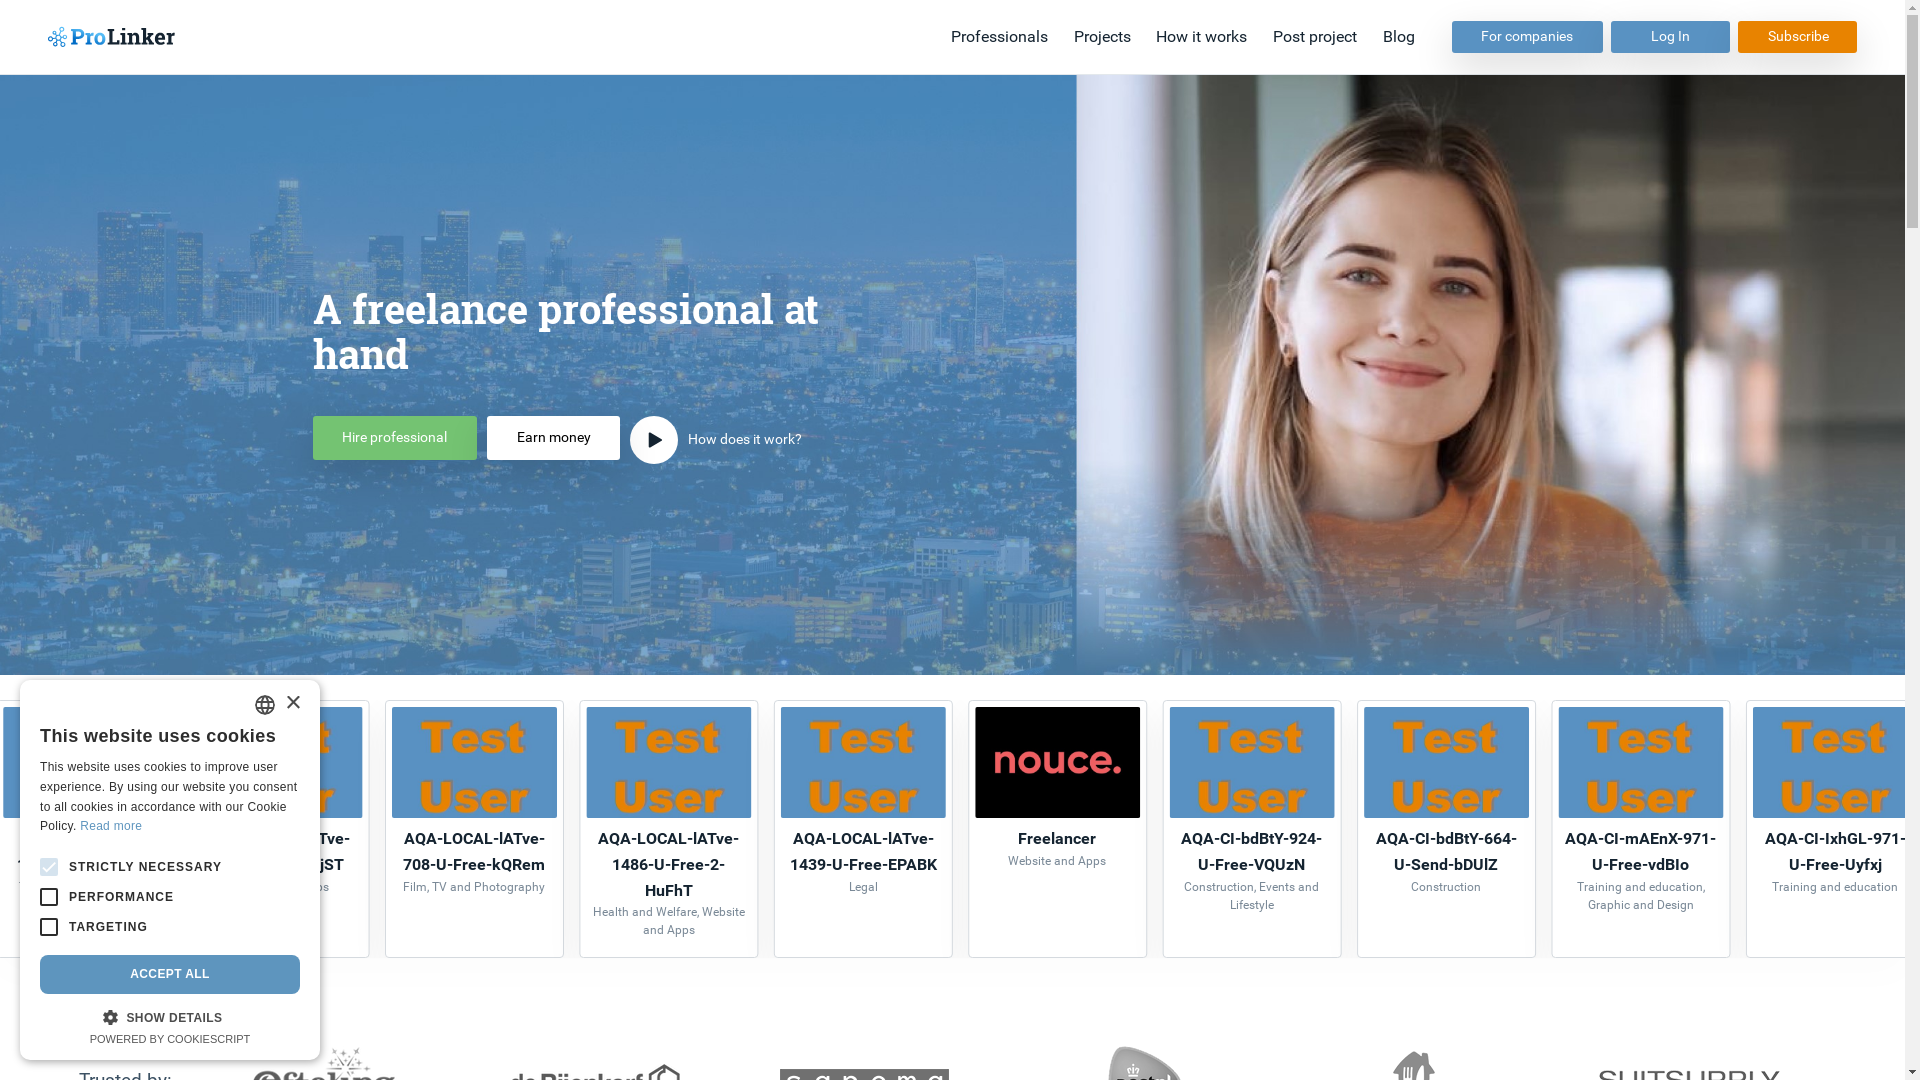 ProLinker
Professionals
Projects
How it works
Post project
Blog
For companies
Log In
Subscribe
A freelance professional at
hand
Hire professional
Earn money
How does it work?
This website uses cookies
This website uses cookies to improve user
experience. By using our website you consent
to all cookies in accordance with our Cookie
Policy. Read more
STRICTLY NECESSARY
PERFORMANCE
TARGETING
ACCEPT ALL
SHOW DETAILS
POWERED BY COOKIESCRIPT
Test
User
AQA-LOCAL-lATve-
708-U-Free-kQRem
Film, TV and Photography
Test
User
AQA-LOCAL-lATve-
1486-U-Free-2-
HuFhT
Health and Welfare, Website
and Apps
Test
User
AQA-LOCAL-lATve-
1439-U-Free-EPABK
Legal
nouce.
Freelancer
Website and Apps
Test
User
AQA-CI-bdBtY-924-
U-Free-VQUzN
Construction, Events and
Lifestyle
Test
User
AQA-CI-bdBtY-664-
U-Send-bDUlZ
Construction
Test
User
AQA-CI-mAEnX-971-
U-Free-vdBIo
Training and education,
Graphic and Design
Test
User
AQA-CI-IxhGL-971-
U-Free-Uyfxj
Training and education
Trusted by:
Efteling
de Bijenkorf
sanoma
SUITSUPPLY